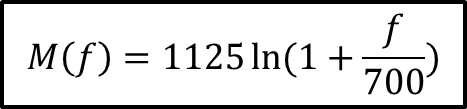 M(f) = 1125 ln(1 + f/700)